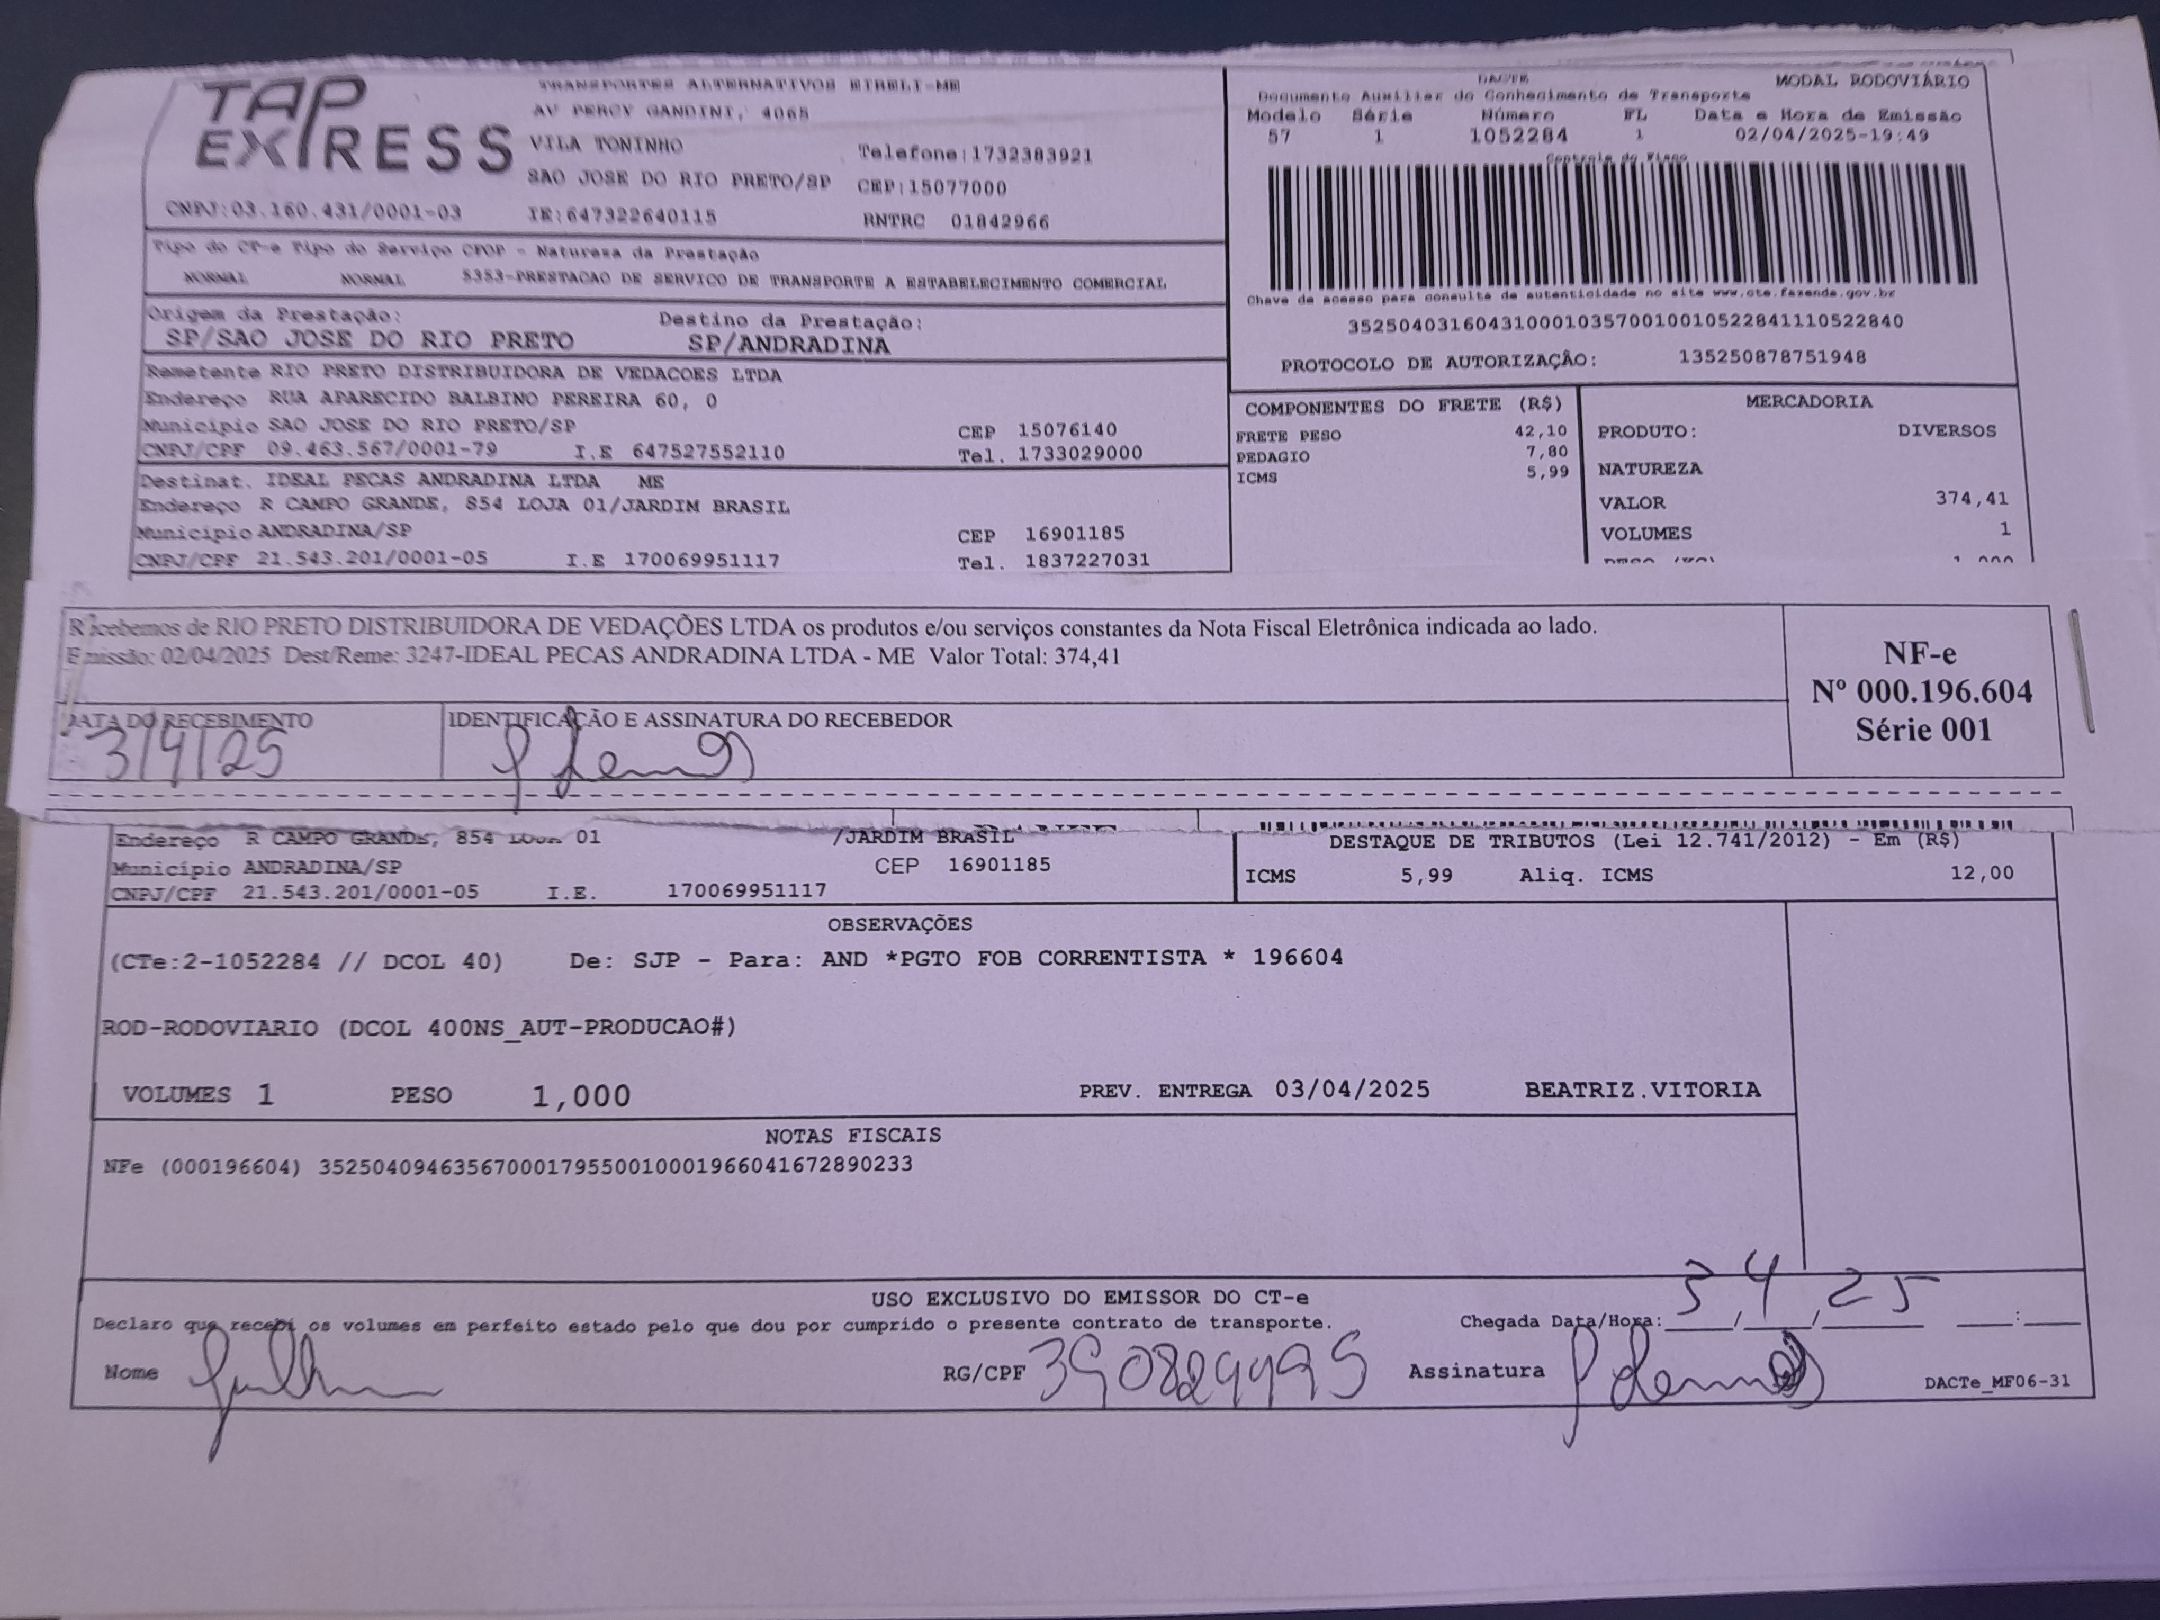 TAP EXPRESS
TRANSPORTES ALTERNATIVOS EIRELI-ME
AV PERCY GANDINI, 4065
VILA TONINHO
Telefone:1732383921
SAO JOSE DO RIO PRETO/SP CEP:15077000
CNPJ:03.160.431/0001-03 IE:647322640115 RNTRC 01842966
DACTE MODAL RODOVIÁRIO
Documento Auxiliar do Conhecimento de Transporte
Modelo Série Número FL Data e Hora de Emissão
57 1 1052284 1 02/04/2025-19:49
Controle do Fisco
Chave de acesso para consulta de autenticidade no site www.cte.fazenda.gov.br
35250403160431000103570010010522841110522840
PROTOCOLO DE AUTORIZAÇÃO: 135250878751948
Tipo do CT-e Tipo do Serviço CFOP - Natureza da Prestação
NORMAL NORMAL 5353-PRESTACAO DE SERVICO DE TRANSPORTE A ESTABELECIMENTO COMERCIAL
Origem da Prestação: Destino da Prestação:
SP/SAO JOSE DO RIO PRETO SP/ANDRADINA
Remetente RIO PRETO DISTRIBUIDORA DE VEDACOES LTDA
Endereço RUA APARECIDO BALBINO PEREIRA 60, 0
Município SAO JOSE DO RIO PRETO/SP CEP 15076140
CNPJ/CPF 09.463.567/0001-79 I.E 647527552110 Tel. 1733029000
Destinat. IDEAL PECAS ANDRADINA LTDA ME
Endereço R CAMPO GRANDE, 854 LOJA 01/JARDIM BRASIL
Município ANDRADINA/SP CEP 16901185
CNPJ/CPF 21.543.201/0001-05 I.E 170069951117 Tel. 1837227031
COMPONENTES DO FRETE (R$)
FRETE PESO 42,10
PEDAGIO 7,80
ICMS 5,99
MERCADORIA
PRODUTO: DIVERSOS
NATUREZA
VALOR 374,41
VOLUMES 1
Recebemos de RIO PRETO DISTRIBUIDORA DE VEDAÇÕES LTDA os produtos e/ou serviços constantes da Nota Fiscal Eletrônica indicada ao lado.
Emissão: 02/04/2025 Dest/Reme: 3247-IDEAL PECAS ANDRADINA LTDA - ME Valor Total: 374,41
NF-e
Nº 000.196.604
Série 001
DATA DO RECEBIMENTO IDENTIFICAÇÃO E ASSINATURA DO RECEBEDOR
3/4/25
Endereço R CAMPO GRANDE, 854 LOJA 01 /JARDIM BRASIL
Município ANDRADINA/SP CEP 16901185
CNPJ/CPF 21.543.201/0001-05 I.E. 170069951117
DESTAQUE DE TRIBUTOS (Lei 12.741/2012) - Em (R$)
ICMS 5,99 Aliq. ICMS 12,00
OBSERVAÇÕES
(CTe:2-1052284 // DCOL 40) De: SJP - Para: AND *PGTO FOB CORRENTISTA * 196604
ROD-RODOVIARIO (DCOL 400NS_AUT-PRODUCAO#)
VOLUMES 1 PESO 1,000 PREV. ENTREGA 03/04/2025 BEATRIZ.VITORIA
NOTAS FISCAIS
NFe (000196604) 35250409463567000179550010001966041672890233
USO EXCLUSIVO DO EMISSOR DO CT-e
Declaro que recebi os volumes em perfeito estado pelo que dou por cumprido o presente contrato de transporte. Chegada Data/Hora: 3/4/25 :
Nome RG/CPF Assinatura
DACTe_MF06-31